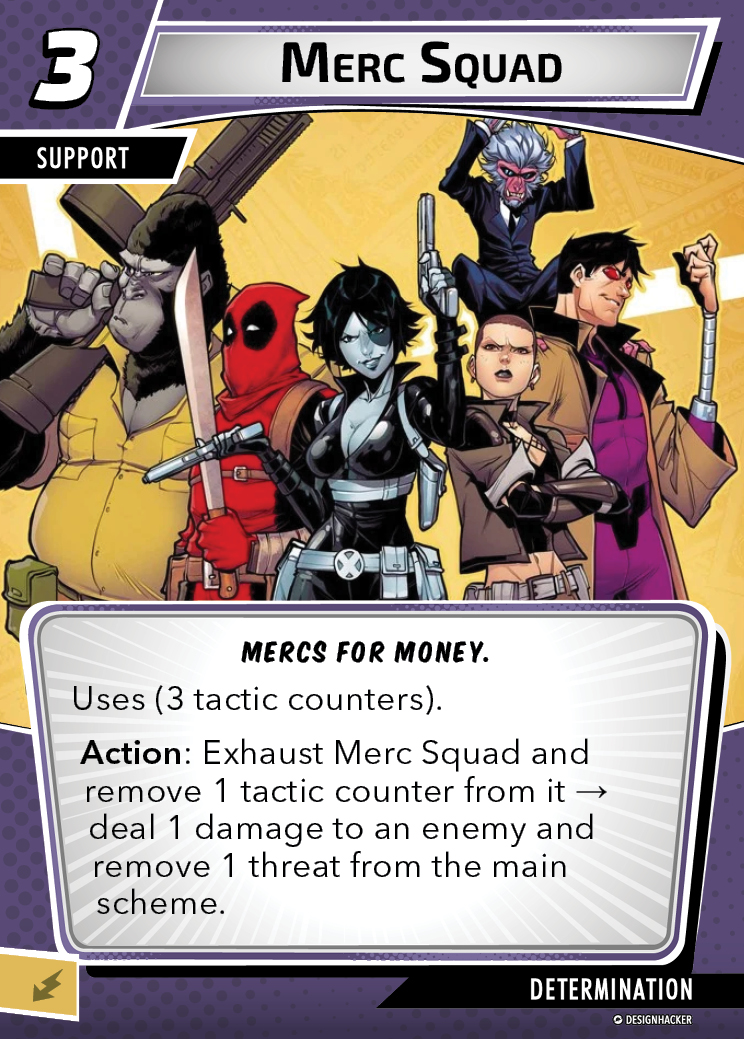 3
MERC SQUAD
SUPPORT
MERCS FOR MONEY.
Uses (3 tactic counters).
Action: Exhaust Merc Squad and
remove 1 tactic counter from it →
deal 1 damage to an enemy and
remove 1 threat from the main
scheme.
DETERMINATION
DESIGNHACKER